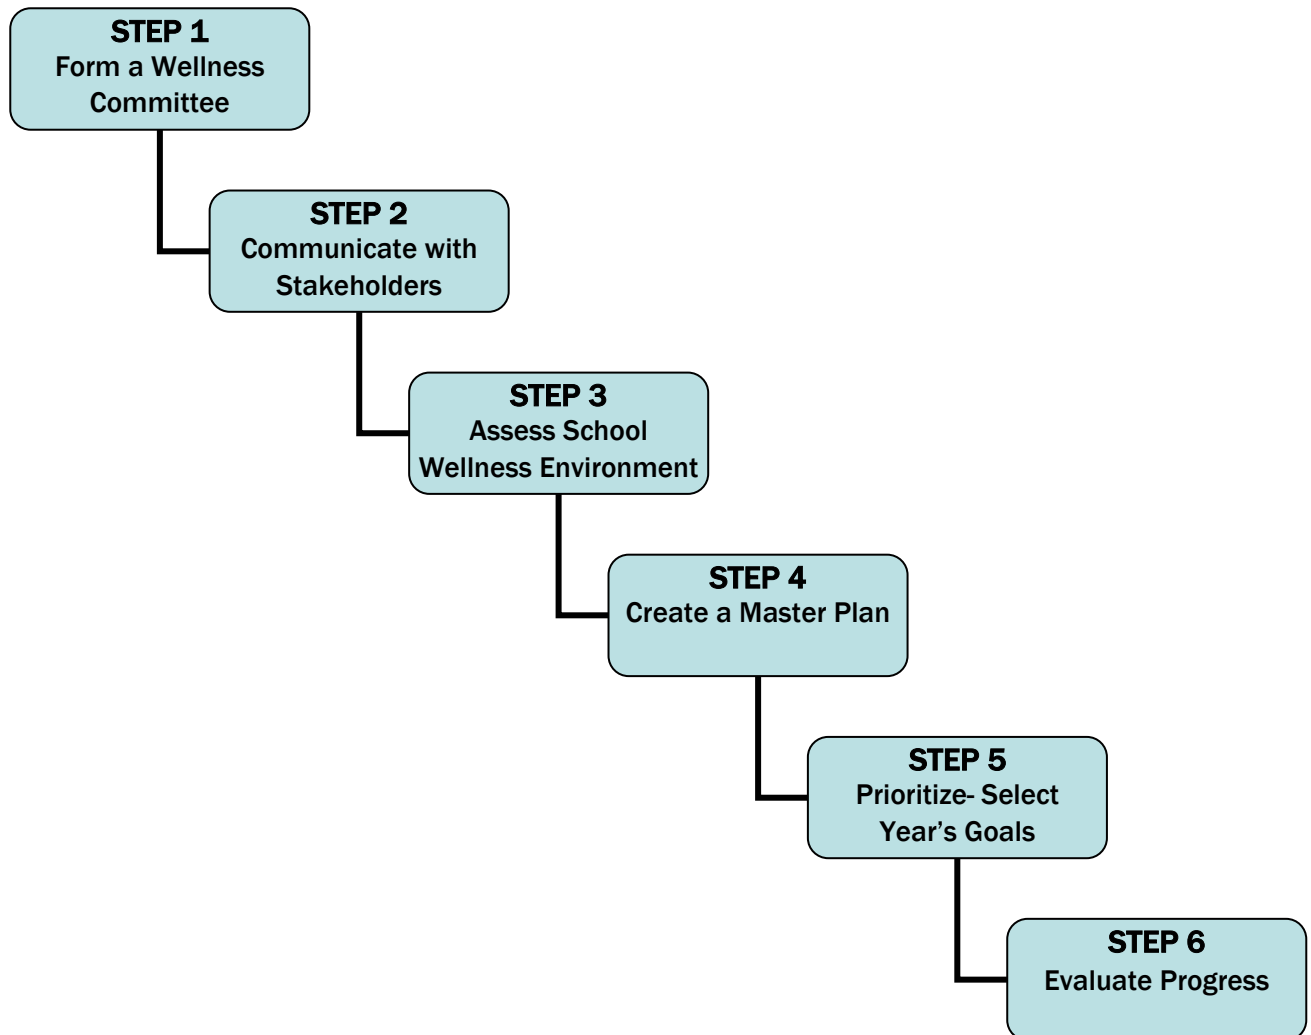 STEP 1
Form a Wellness
Committee
STEP 2
Communicate with
Stakeholders
STEP 3
Assess School
Wellness Environment
STEP 4
Create a Master Plan
STEP 5
Prioritize- Select
Year’s Goals
STEP 6
Evaluate Progress